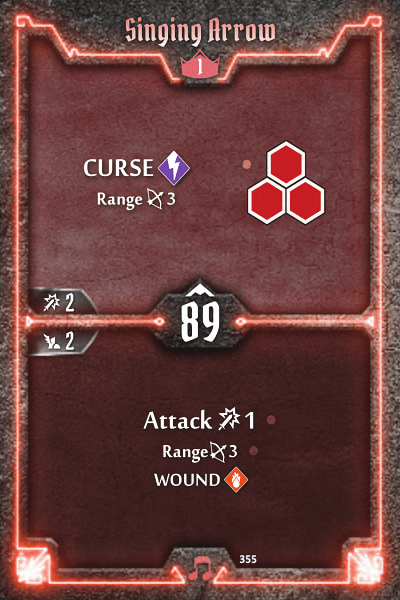 Singing Arrow
1
CURSE
Range 3
2
89
2
Attack 1
Range 3
WOUND
355